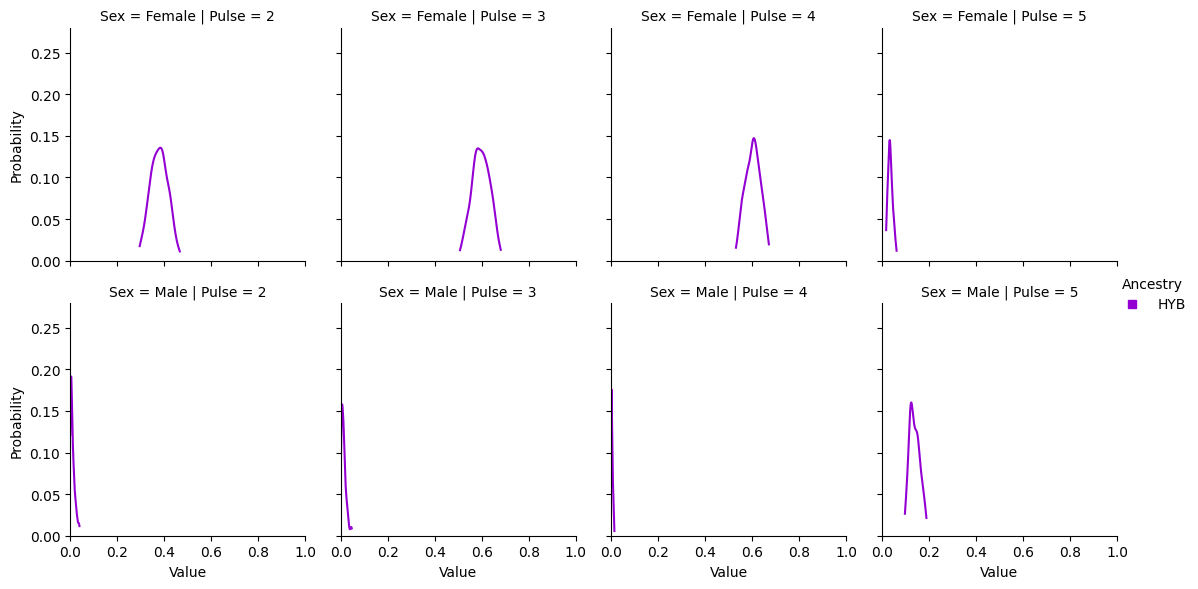 Sex = Female | Pulse = 2
Sex = Female | Pulse = 3
Sex = Female | Pulse = 4
Sex = Female | Pulse = 5
Probability
0.25
0.20
0.15
0.10
0.05
0.00
Sex = Male | Pulse = 2
Sex = Male | Pulse = 3
Sex = Male | Pulse = 4
Sex = Male | Pulse = 5
Probability
0.25
0.20
0.15
0.10
0.05
0.00
0.0 0.2 0.4 0.6 0.8 1.0
Value
0.0 0.2 0.4 0.6 0.8 1.0
Value
0.0 0.2 0.4 0.6 0.8 1.0
Value
0.0 0.2 0.4 0.6 0.8 1.0
Value
Ancestry
HYB